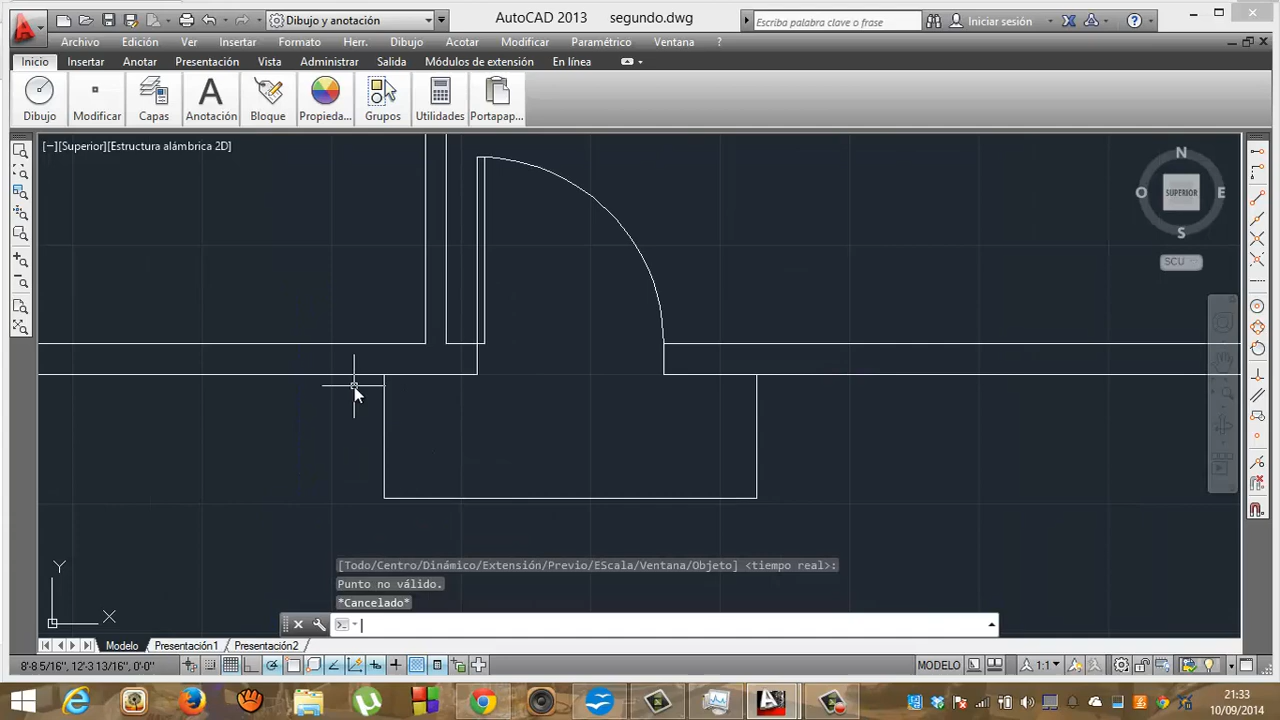 Dibujo y anotación
AutoCAD 2013 segundo.dwg
Escriba palabra clave o frase
Iniciar sesión
Archivo Edición Ver Insertar Formato Herr. Dibujo Acotar Modificar Paramétrico Ventana ?
Inicio Insertar Anotar Presentación Vista Administrar Salida Módulos de extensión En línea
A
Dibujo Modificar Capas Anotación Bloque Propieda... Grupos Utilidades Portapap...
[−][Superior][Estructura alámbrica 2D]
N
O SUPERIOR E
S
SCU
[Todo/Centro/Dinámico/Extensión/Previo/EScala/Ventana/Objeto] <tiempo real>:
Punto no válido.
*Cancelado*
Y
X
Modelo Presentación1 Presentación2
8'-8 5/16", 12'-3 13/16", 0'-0" MODELO 1:1
21:33
10/09/2014